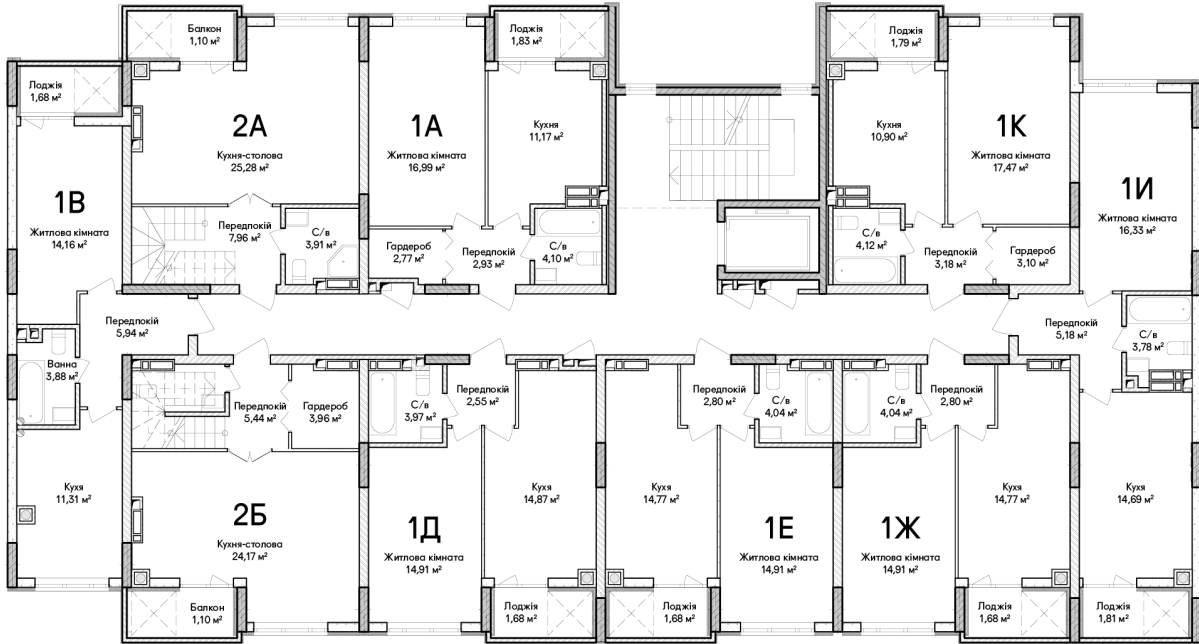 Балкон
1,10 м²
Лоджія
1,83 м²
Лоджія
1,79 м²
Лоджія
1,68 м²
2А
Кухня-столова
25,28 м²
1А
Житлова кімната
16,99 м²
Кухня
11,17 м²
Кухня
10,90 м²
1К
Житлова кімната
17,47 м²
1В
Житлова кімната
14,16 м²
1И
Житлова кімната
16,33 м²
Передпокій
7,96 м²
С/в
3,91 м²
Гардероб
2,77 м²
Передпокій
2,93 м²
С/в
4,10 м²
С/в
4,12 м²
Передпокій
3,18 м²
Гардероб
3,10 м²
Передпокій
5,94 м²
Передпокій
5,18 м²
С/в
3,78 м²
Ванна
3,88 м²
Передпокій
5,44 м²
Гардероб
3,96 м²
С/в
3,97 м²
Передпокій
2,55 м²
Передпокій
2,80 м²
С/в
4,04 м²
С/в
4,04 м²
Передпокій
2,80 м²
Кухя
11,31 м²
2Б
Кухня-столова
24,17 м²
1Д
Житлова кімната
14,91 м²
Кухя
14,87 м²
Кухя
14,77 м²
1Е
Житлова кімната
14,91 м²
1Ж
Житлова кімната
14,91 м²
Кухя
14,77 м²
Кухя
14,69 м²
Балкон
1,10 м²
Лоджія
1,68 м²
Лоджія
1,68 м²
Лоджія
1,68 м²
Лоджія
1,81 м²